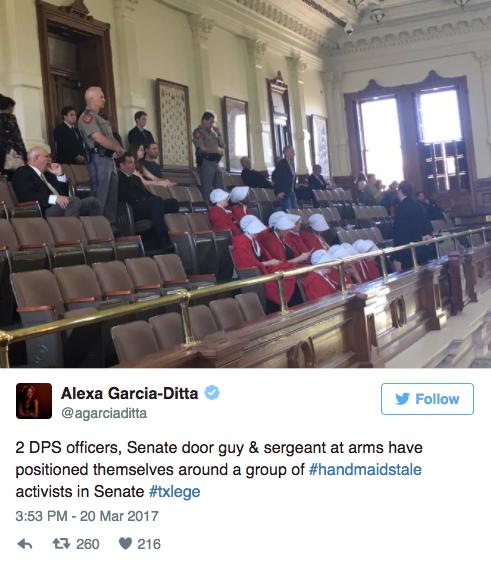 Alexa Garcia-Ditta
@agarciaditta
Follow
2 DPS officers, Senate door guy & sergeant at arms have
positioned themselves around a group of #handmaidstale
activists in Senate #txlege
3:53 PM - 20 Mar 2017
260
216